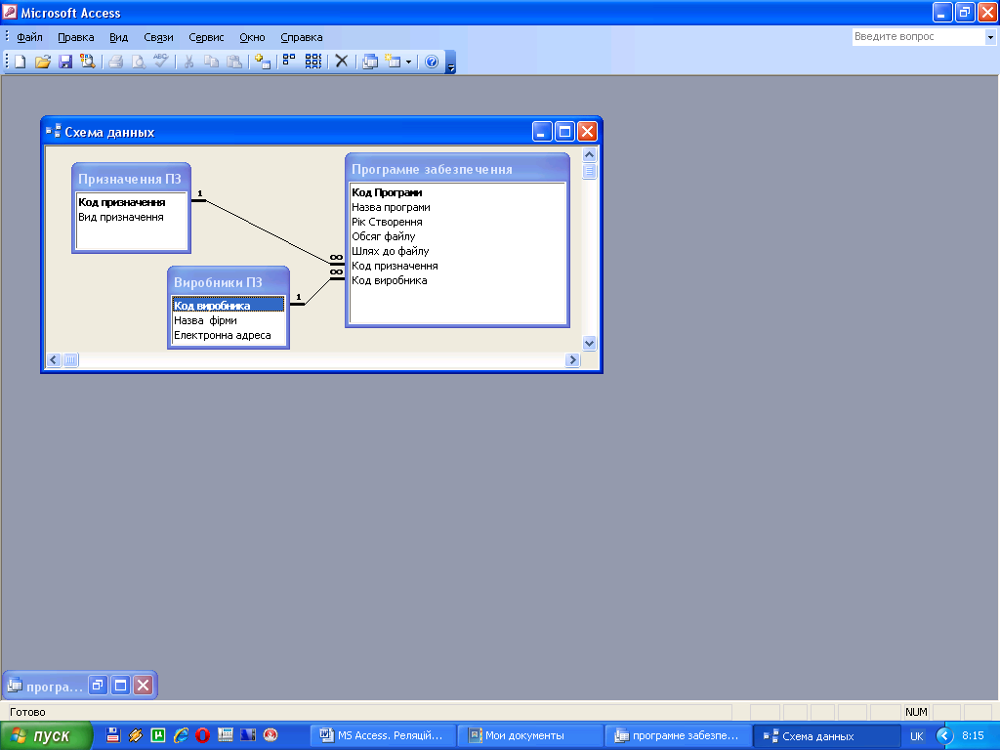 Microsoft Access
Файл Правка Вид Связи Сервис Окно Справка
Введите вопрос
Схема данных
Призначення ПЗ
Код призначення
Вид призначення
1
∞
∞
1
Виробники ПЗ
Код виробника
Назва фірми
Електронна адреса
Програмне забезпечення
Код Програми
Назва програми
Рік Створення
Обсяг файлу
Шлях до файлу
Код призначення
Код виробника
програ...
Готово
NUM
пуск
MS Access. Реляцій...
Мои документы
програмне забезпе...
Схема данных
UK
8:15